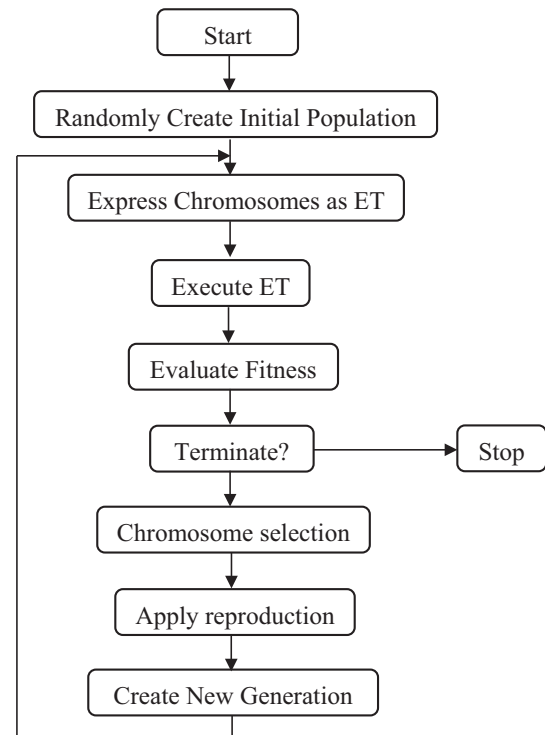 Start
Randomly Create Initial Population
Express Chromosomes as ET
Execute ET
Evaluate Fitness
Terminate?
Stop
Chromosome selection
Apply reproduction
Create New Generation